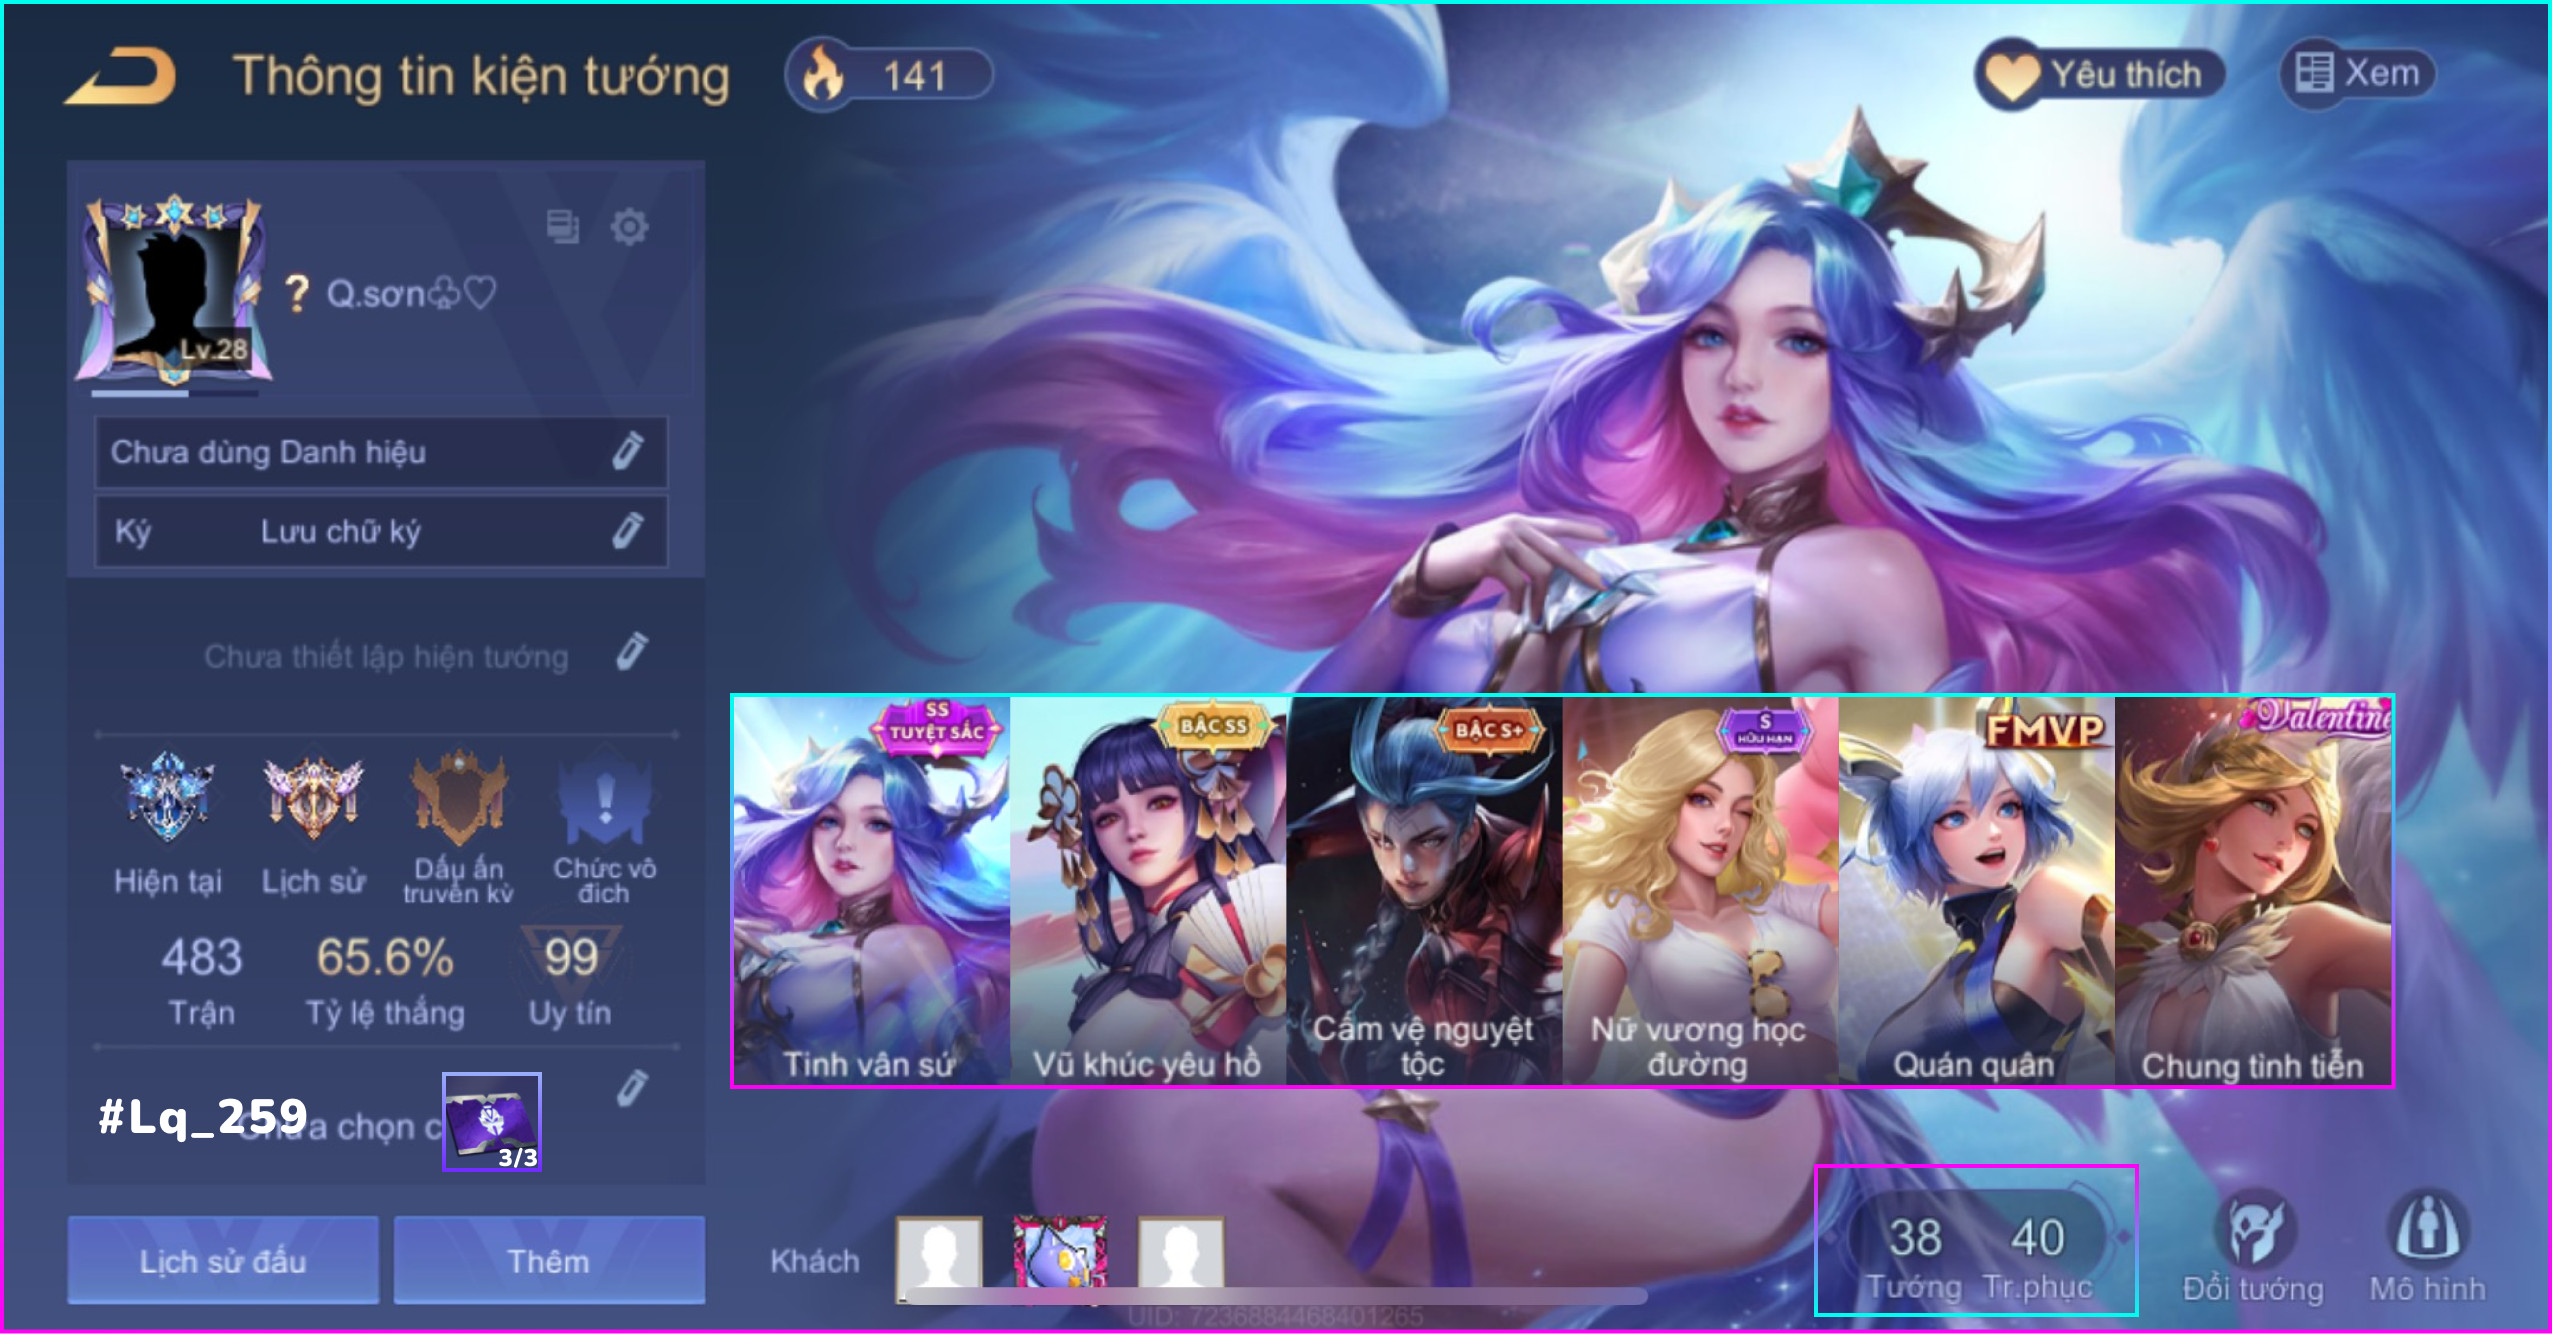 Thông tin kiện tướng
141
Yêu thích
Xem
? Q.sơn♧♡
Lv.28
Chưa dùng Danh hiệu
Ký Lưu chữ ký
Chưa thiết lập hiện tướng
Hiện tại
Lịch sử
Dấu ấn
truyền kỳ
Chức vô
địch
483
65.6%
99
Trận
Tỷ lệ thắng
Uy tín
#Lq_259
a chọn c
3/3
Lịch sử đấu
Thêm
SS
TUYỆT SẮC
Tinh vân sứ
BẬC SS
Vũ khúc yêu hồ
BẬC S+
Cấm vệ nguyệt
tộc
S
HỮU HẠN
Nữ vương học
đường
FMVP
Quán quân
Valentine
Chung tình tiễn
Khách
UID: 7236884468401265
38
40
Tướng
Tr.phục
Đổi tướng
Mô hình